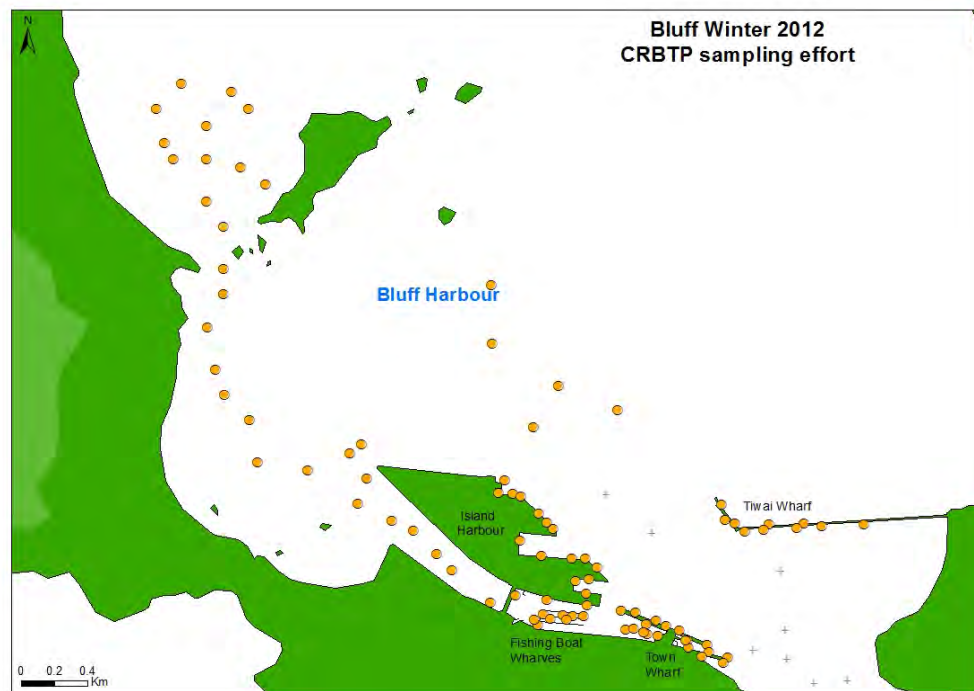 Bluff Winter 2012
CRBTP sampling effort
N
Bluff Harbour
Tiwai Wharf
Island
Harbour
Fishing Boat
Wharves
Town
Wharf
0 0.2 0.4
Km